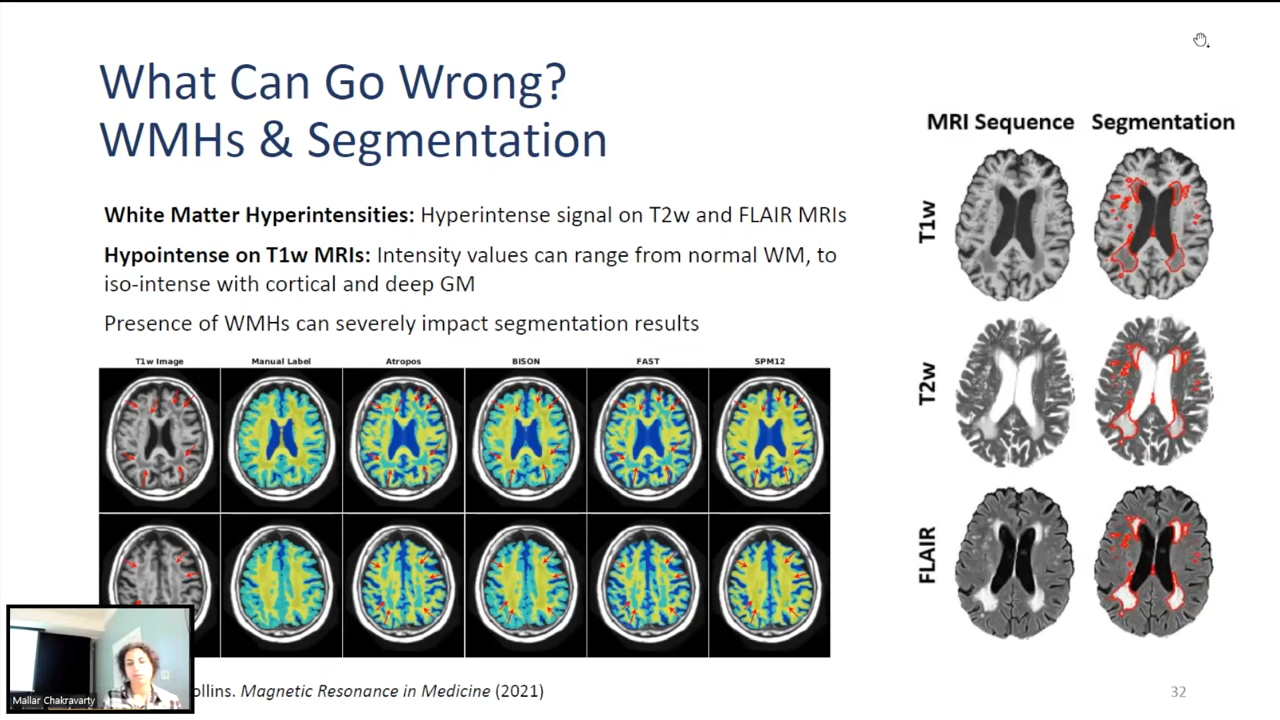 What Can Go Wrong?
WMHs & Segmentation
White Matter Hyperintensities: Hyperintense signal on T2w and FLAIR MRIs
Hypointense on T1w MRIs: Intensity values can range from normal WM, to
iso-intense with cortical and deep GM
Presence of WMHs can severely impact segmentation results
T1w Image Manual Label Atropos BISON FAST SPM12
MRI Sequence Segmentation
T1w
T2w
FLAIR
Mallar Chakravarty
Magnetic Resonance in Medicine (2021)
32